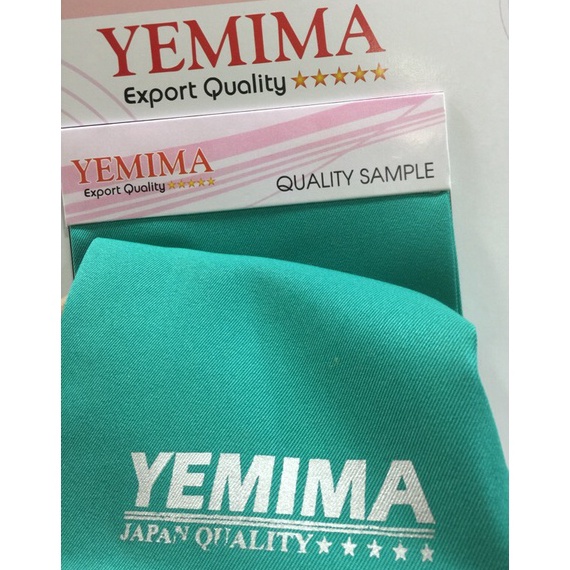 YEMIMA
Export Quality ★★★★★
YEMIMA
Export Quality ★★★★★
QUALITY SAMPLE
YEMIMA
JAPAN QUALITY ★★★★★